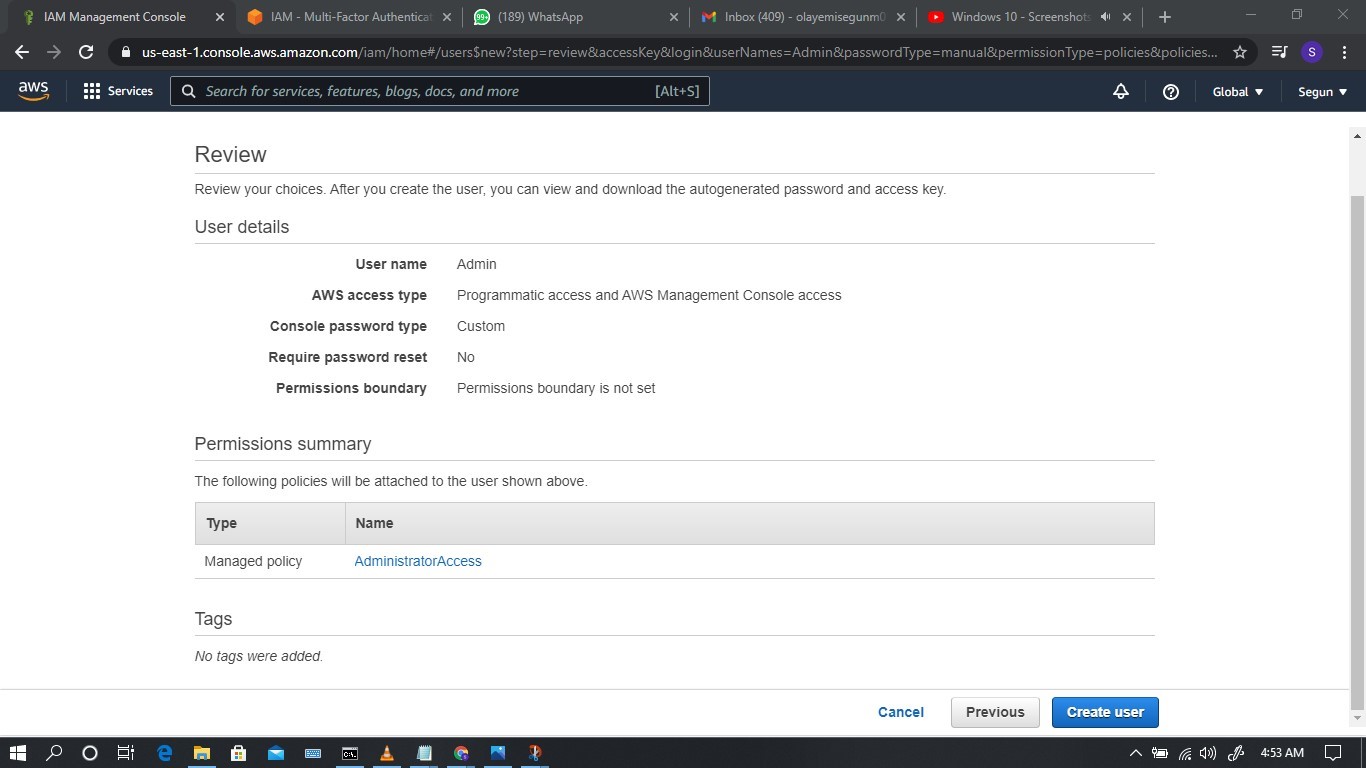 IAM Management Console
IAM - Multi-Factor Authenticat
99+ (189) WhatsApp
Inbox (409) - olayemisegunm0
Windows 10 - Screenshots
us-east-1.console.aws.amazon.com/iam/home#/users$new?step=review&accessKey&login&userNames=Admin&passwordType=manual&permissionType=policies&policies...
S
aws
Services
Search for services, features, blogs, docs, and more [Alt+S]
Global
Segun
Review
Review your choices. After you create the user, you can view and download the autogenerated password and access key.
User details
User name Admin
AWS access type Programmatic access and AWS Management Console access
Console password type Custom
Require password reset No
Permissions boundary Permissions boundary is not set
Permissions summary
The following policies will be attached to the user shown above.
Type Name
Managed policy AdministratorAccess
Tags
No tags were added.
Cancel Previous Create user
4:53 AM